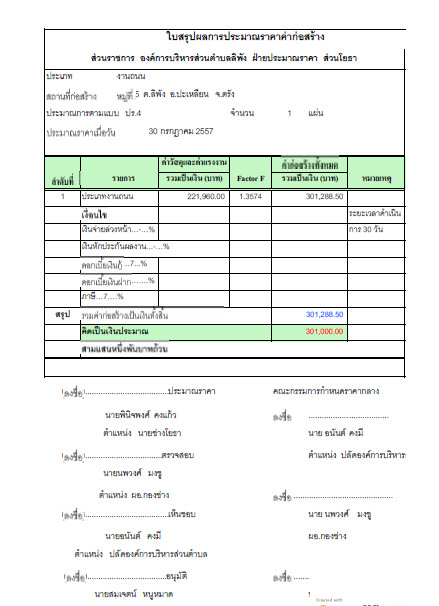 ใบสรุปผลการประมาณราคาค่าก่อสร้าง
ส่วนราชการ องค์การบริหารส่วนตำบลลิพัง ฝ่ายประมาณราคา ส่วนโยธา
ประเภท งานถนน
สถานที่ก่อสร้าง หมู่ที่ 5 ต.ลิพัง อ.ปะเหลียน จ.ตรัง
ประมาณการตามแบบ ปร.4 จำนวน 1 แผ่น
ประมาณราคาเมื่อวัน 30 กรกฎาคม 2557
ค่าวัสดุและค่าแรงงาน ค่าก่อสร้างทั้งหมด
ลำดับที่ รายการ รวมเป็นเงิน (บาท) Factor F รวมเป็นเงิน (บาท) หมายเหตุ
1 ประเภทงานถนน 221,960.00 1.3574 301,288.50
เงื่อนไข ระยะเวลาดำเนิน
เงินจ่ายล่วงหน้า...-...% การ 30 วัน
เงินหักประกันผลงาน...-...%
ดอกเบี้ยเงินกู้...7...%
ดอกเบี้ยเงินฝาก.......%
ภาษี....7....%
สรุป รวมค่าก่อสร้างเป็นเงินทั้งสิ้น 301,288.50
คิดเป็นเงินประมาณ 301,000.00
สามแสนหนึ่งพันบาทถ้วน
(ลงชื่อ)....................................ประมาณราคา คณะกรรมการกำหนดราคากลาง
นายพินิจพงศ์ คงแก้ว ลงชื่อ ....................................
ตำแหน่ง นายช่างโยธา นาย อนันต์ คงมี
(ลงชื่อ)..................................ตรวจสอบ ตำแหน่ง ปลัดองค์การบริหาร
นายนพวงศ์ มงชู
ตำแหน่ง ผอ.กองช่าง ลงชื่อ ............................................
(ลงชื่อ)....................................เห็นชอบ นาย นพวงศ์ มงชู
นายอนันต์ คงมี ผอ.กองช่าง
ตำแหน่ง ปลัดองค์การบริหารส่วนตำบล
(ลงชื่อ)...................................อนุมัติ ลงชื่อ .......
นายสมเจตน์ หนูหมาด
Created with